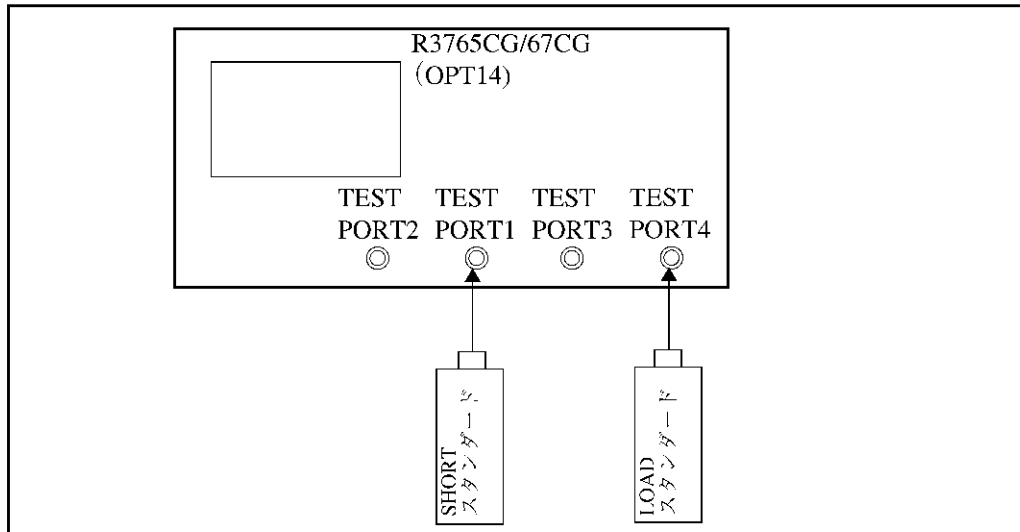 R3765CG/67CG
（OPT14）
TEST PORT2
TEST PORT1
TEST PORT3
TEST PORT4
SHORT
スタンダード
LOAD
スタンダード